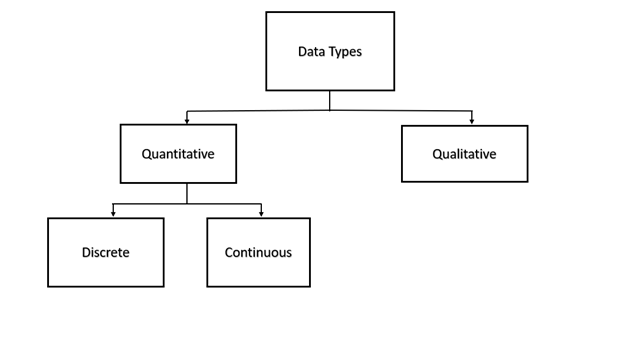 Data Types
Quantitative
Qualitative
Discrete
Continuous